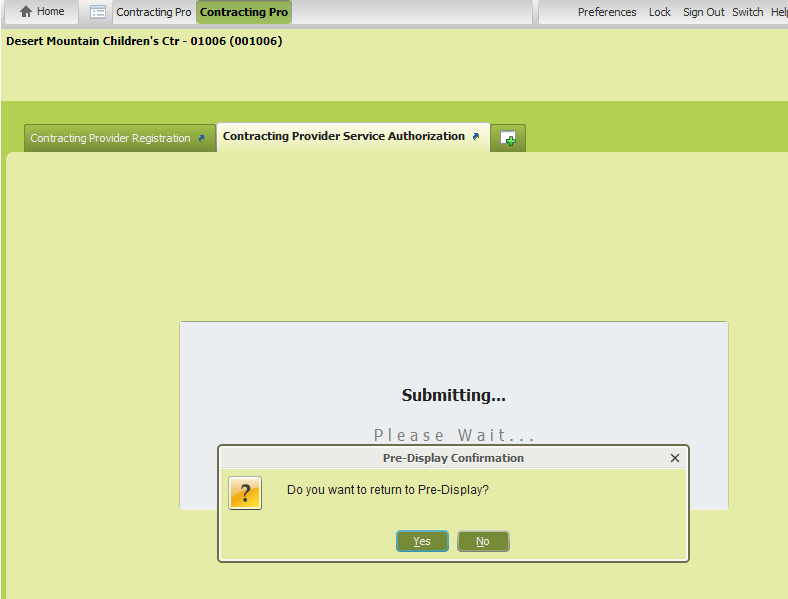 Home Contracting Pro Contracting Pro Preferences Lock Sign Out Switch Help
Desert Mountain Children's Ctr - 01006 (001006)
Contracting Provider Registration Contracting Provider Service Authorization
Submitting...
Please Wait...
Pre-Display Confirmation
? Do you want to return to Pre-Display?
Yes No